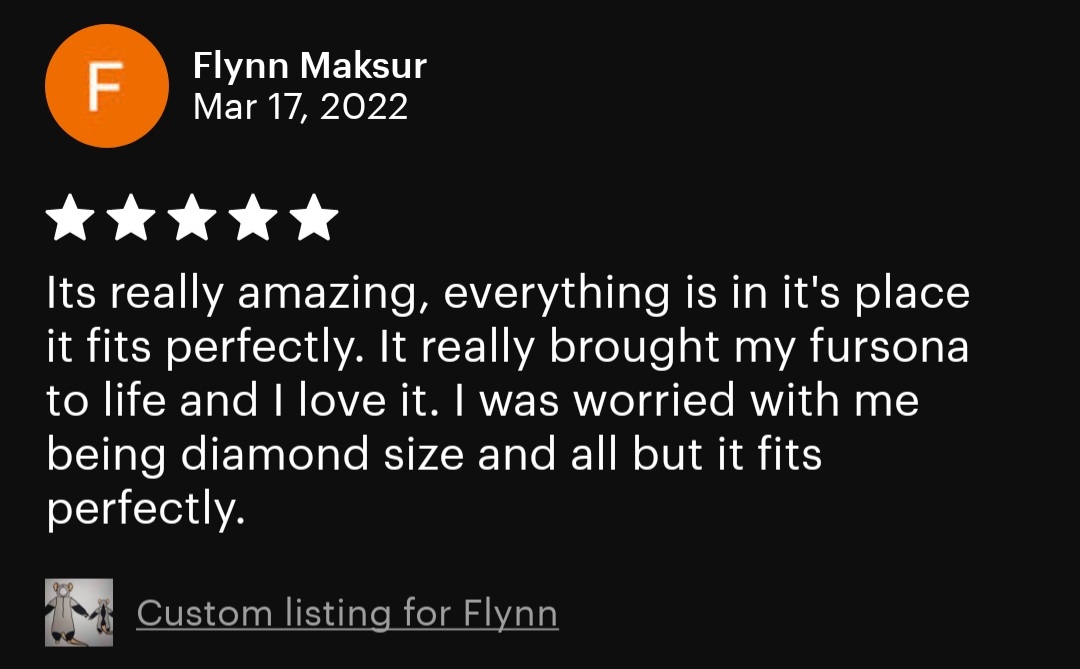 F
Flynn Maksur
Mar 17, 2022
Its really amazing, everything is in it's place
it fits perfectly. It really brought my fursona
to life and I love it. I was worried with me
being diamond size and all but it fits
perfectly.
Custom listing for Flynn